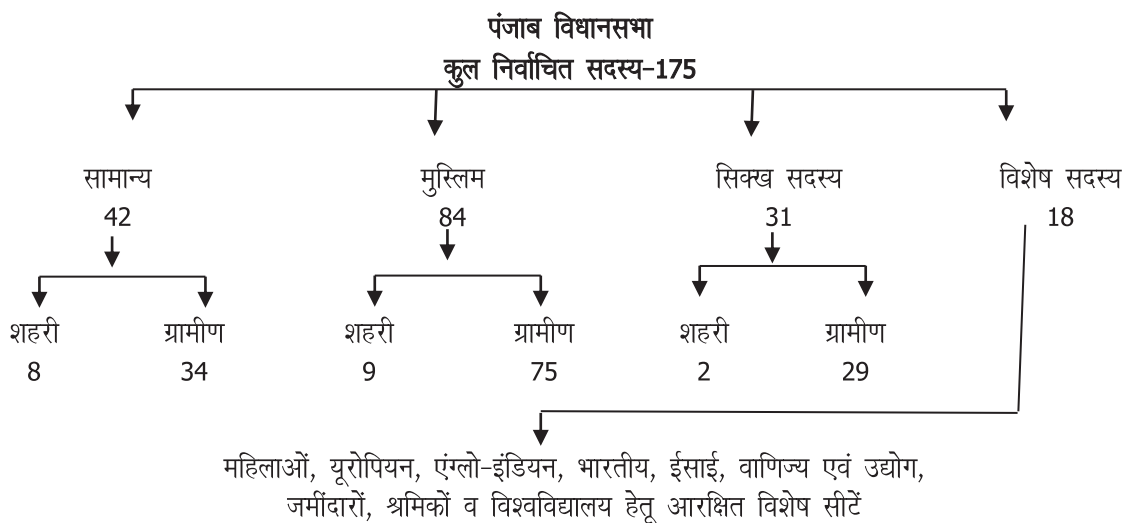 पंजाब विधानसभा
कुल निर्वाचित सदस्य-175
सामान्य मुस्लिम सिक्ख सदस्य विशेष सदस्य
42 84 31 18
शहरी ग्रामीण शहरी ग्रामीण शहरी ग्रामीण
8 34 9 75 2 29
महिलाओं, यूरोपियन, एंग्लो-इंडियन, भारतीय, ईसाई, वाणिज्य एवं उद्योग,
जमींदारों, श्रमिकों व विश्वविद्यालय हेतू आरक्षित विशेष सीटें